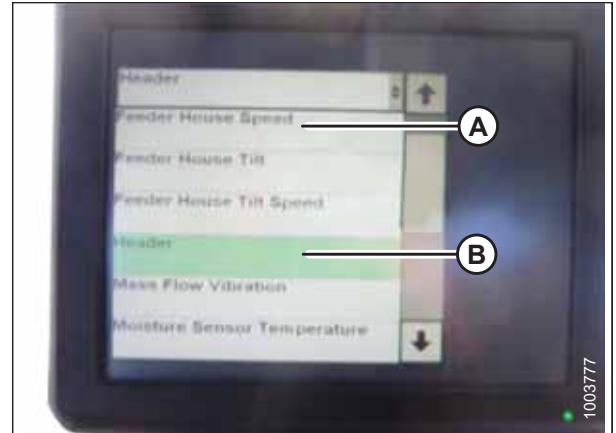 Header
Feeder House Speed
A
Feeder House Tilt
Feeder House Tilt Speed
Header
B
Mass Flow Vibration
Moisture Sensor Temperature
1003777